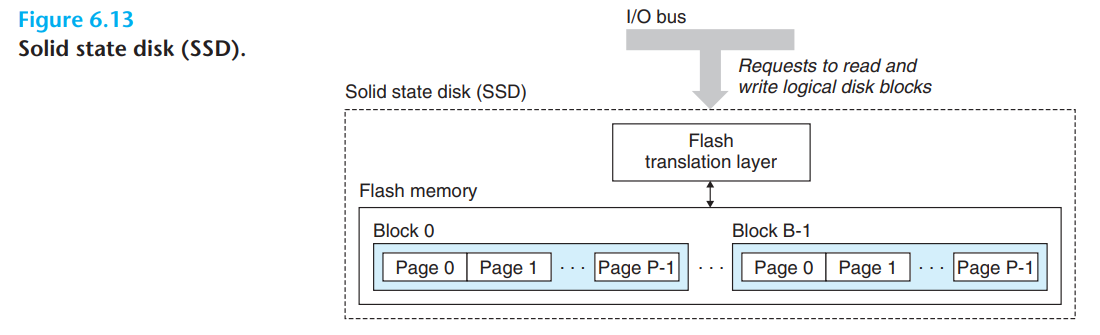 Figure 6.13
Solid state disk (SSD).
I/O bus
Requests to read and
write logical disk blocks
Solid state disk (SSD)
Flash
translation layer
Flash memory
Block 0
Block B-1
Page 0 Page 1 · · · Page P-1 · · · Page 0 Page 1 · · · Page P-1